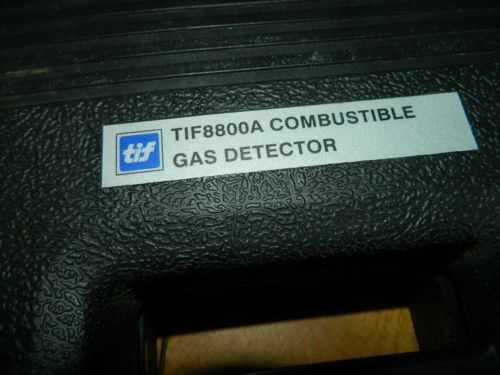 tif TIF8800A COMBUSTIBLE
GAS DETECTOR